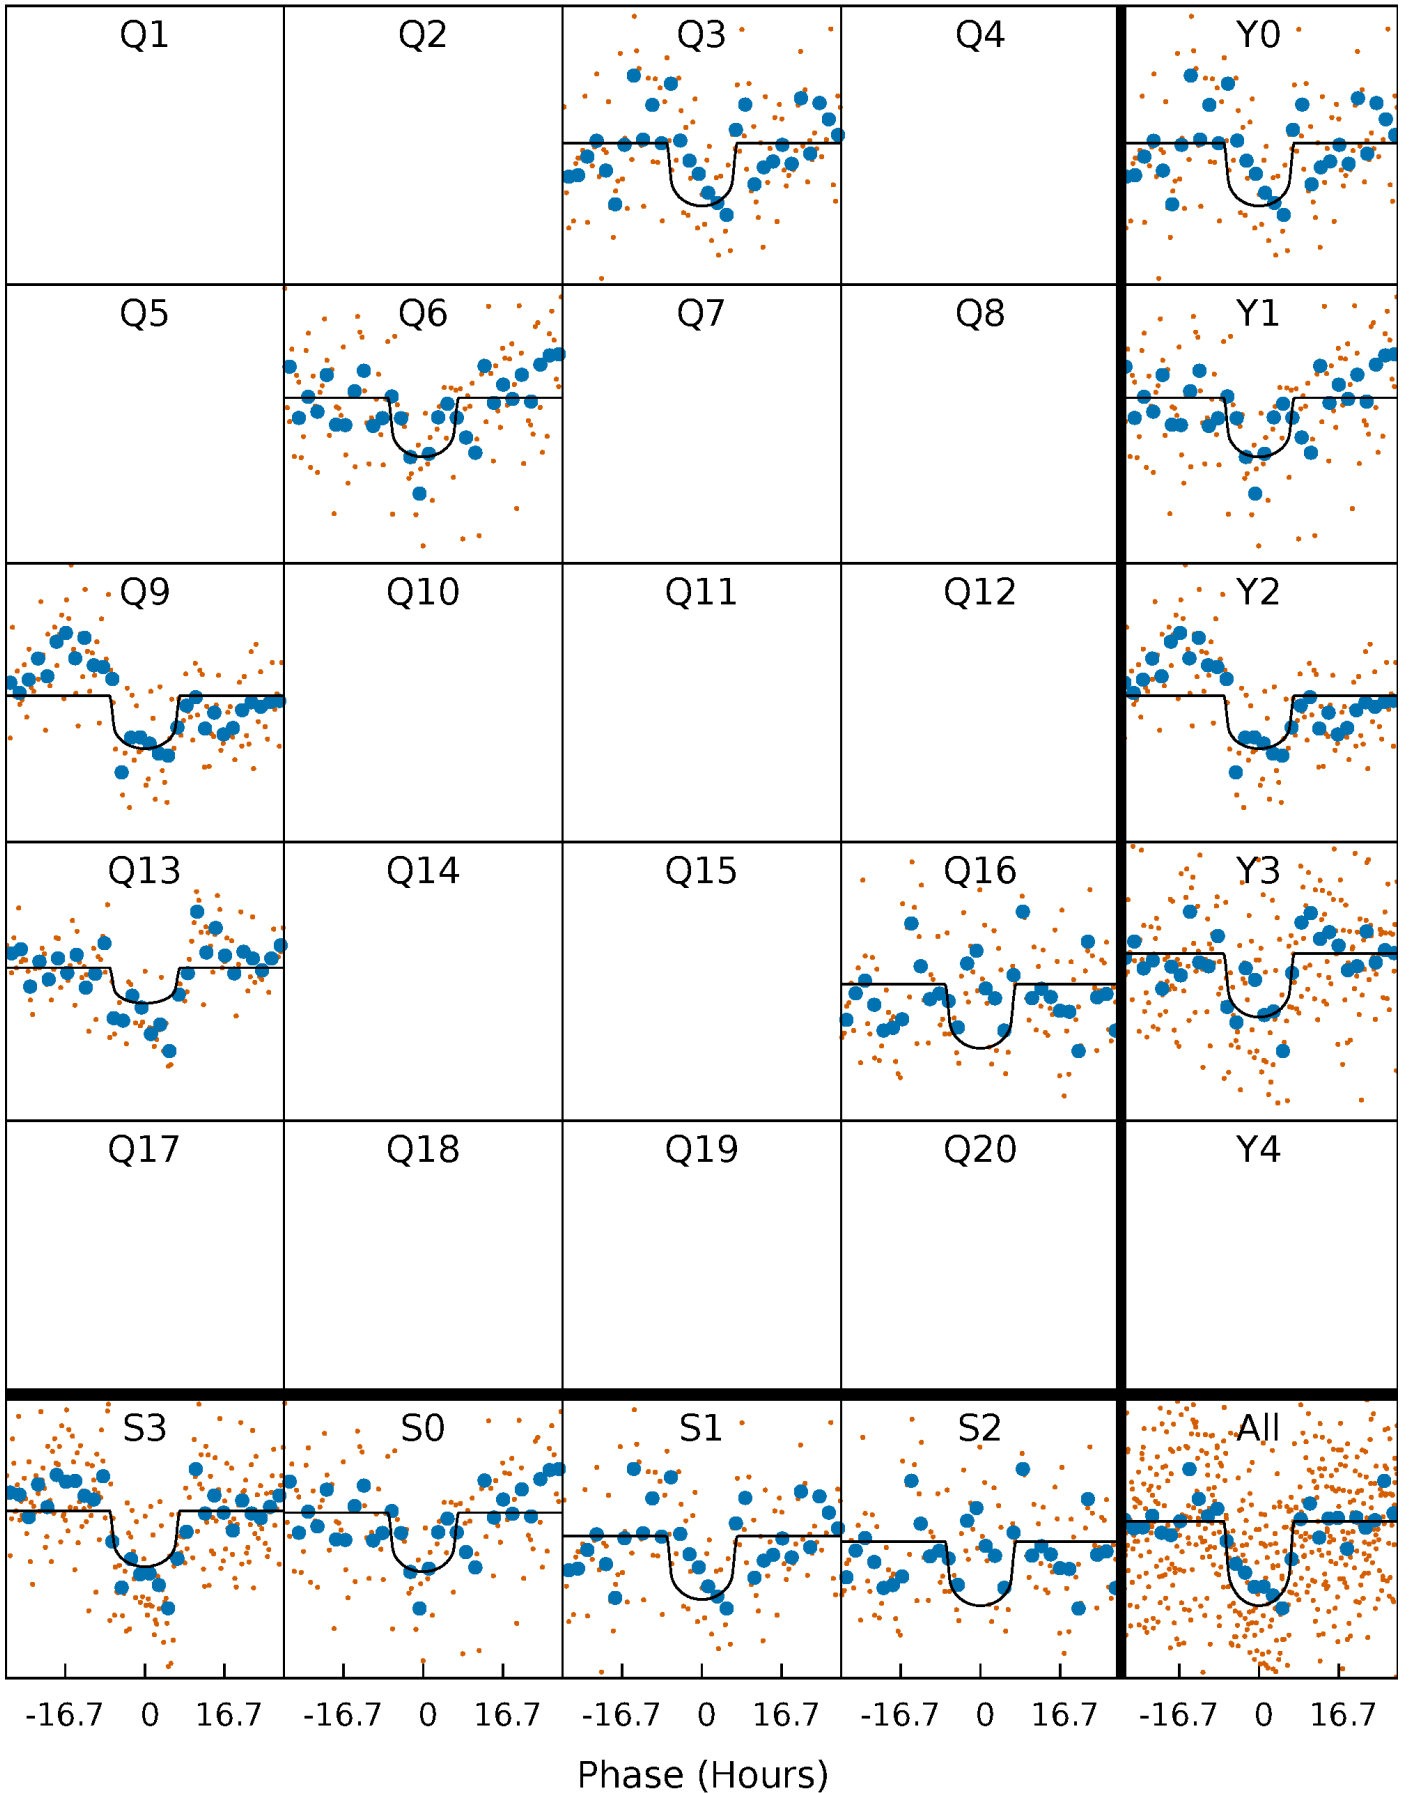 Q1 Q2 Q3 Q4 Y0
Q5 Q6 Q7 Q8 Y1
Q9 Q10 Q11 Q12 Y2
Q13 Q14 Q15 Q16 Y3
Q17 Q18 Q19 Q20 Y4
S3 S0 S1 S2 All
-16.7 0 16.7 -16.7 0 16.7 -16.7 0 16.7 -16.7 0 16.7 -16.7 0 16.7
Phase (Hours)